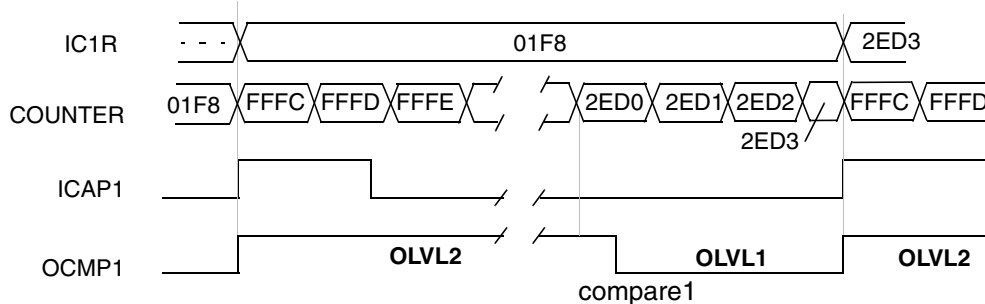 IC1R 01F8 2ED3
COUNTER 01F8 FFFC FFFD FFFE 2ED0 2ED1 2ED2 FFFC FFFD
2ED3
ICAP1
OCMP1 OLVL2 OLVL1 OLVL2
compare1